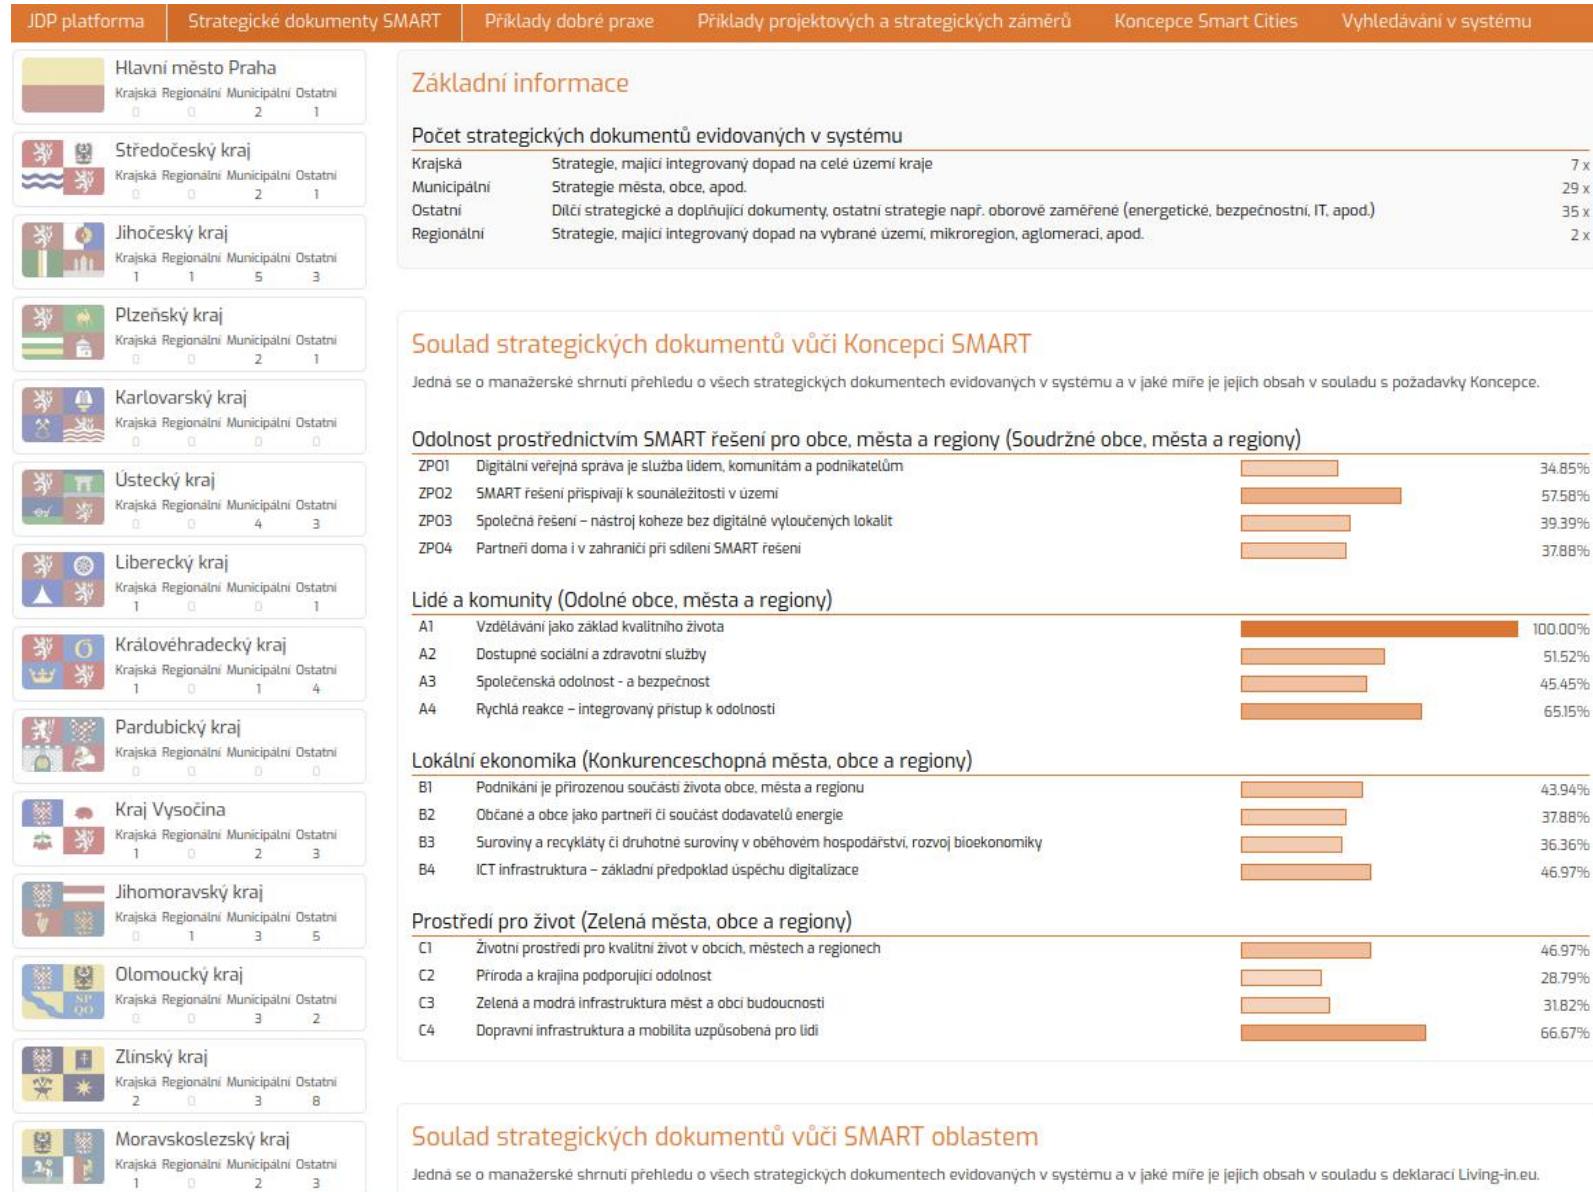 JDP platforma Strategické dokumenty SMART Příklady dobré praxe Příklady projektových a strategických záměrů Koncepce Smart Cities Vyhledávání v systému
Hlavní město Praha
Krajská Regionální Municipální Ostatní
0 0 2 1
Středočeský kraj
Krajská Regionální Municipální Ostatní
0 0 2 1
Jihočeský kraj
Krajská Regionální Municipální Ostatní
1 1 5 3
Plzeňský kraj
Krajská Regionální Municipální Ostatní
0 0 2 1
Karlovarský kraj
Krajská Regionální Municipální Ostatní
0 0 0 0
Ústecký kraj
Krajská Regionální Municipální Ostatní
0 0 4 3
Liberecký kraj
Krajská Regionální Municipální Ostatní
1 0 0 1
Královéhradecký kraj
Krajská Regionální Municipální Ostatní
1 0 1 4
Pardubický kraj
Krajská Regionální Municipální Ostatní
0 0 0 0
Kraj Vysočina
Krajská Regionální Municipální Ostatní
1 0 2 3
Jihomoravský kraj
Krajská Regionální Municipální Ostatní
0 1 3 5
Olomoucký kraj
Krajská Regionální Municipální Ostatní
0 0 3 2
Zlínský kraj
Krajská Regionální Municipální Ostatní
2 0 3 8
Moravskoslezský kraj
Krajská Regionální Municipální Ostatní
1 0 2 3
Základní informace
Počet strategických dokumentů evidovaných v systému
Krajská Strategie, mající integrovaný dopad na celé území kraje 7 x
Municipální Strategie města, obce, apod. 29 x
Ostatní Dílčí strategické a doplňující dokumenty, ostatní strategie např. oborově zaměřené (energetické, bezpečnostní, IT, apod.) 35 x
Regionální Strategie, mající integrovaný dopad na vybrané území, mikroregion, aglomeraci, apod. 2 x
Soulad strategických dokumentů vůči Koncepci SMART
Jedná se o manažerské shrnutí přehledu o všech strategických dokumentech evidovaných v systému a v jaké míře je jejich obsah v souladu s požadavky Koncepce.
Odolnost prostřednictvím SMART řešení pro obce, města a regiony (Soudržné obce, města a regiony)
ZPO1 Digitální veřejná správa je služba lidem, komunitám a podnikatelům 34.85%
ZPO2 SMART řešení přispívají k sounáležitosti v území 57.58%
ZPO3 Společná řešení – nástroj koheze bez digitálně vyloučených lokalit 39.39%
ZPO4 Partneři doma i v zahraničí při sdílení SMART řešení 37.88%
Lidé a komunity (Odolné obce, města a regiony)
A1 Vzdělávání jako základ kvalitního života 100.00%
A2 Dostupné sociální a zdravotní služby 51.52%
A3 Společenská odolnost - a bezpečnost 45.45%
A4 Rychlá reakce – integrovaný přístup k odolnosti 65.15%
Lokální ekonomika (Konkurenceschopná města, obce a regiony)
B1 Podnikání je přirozenou součástí života obce, města a regionu 43.94%
B2 Občané a obce jako partneři či součást dodavatelů energie 37.88%
B3 Suroviny a recykláty či druhotné suroviny v oběhovém hospodářství, rozvoj bioekonomiky 36.36%
B4 ICT infrastruktura – základní předpoklad úspěchu digitalizace 46.97%
Prostředí pro život (Zelená města, obce a regiony)
C1 Životní prostředí pro kvalitní život v obcích, městech a regionech 46.97%
C2 Příroda a krajina podporující odolnost 28.79%
C3 Zelená a modrá infrastruktura měst a obcí budoucnosti 31.82%
C4 Dopravní infrastruktura a mobilita uzpůsobená pro lidi 66.67%
Soulad strategických dokumentů vůči SMART oblastem
Jedná se o manažerské shrnutí přehledu o všech strategických dokumentech evidovaných v systému a v jaké míře je jejich obsah v souladu s deklarací Living-in.eu.